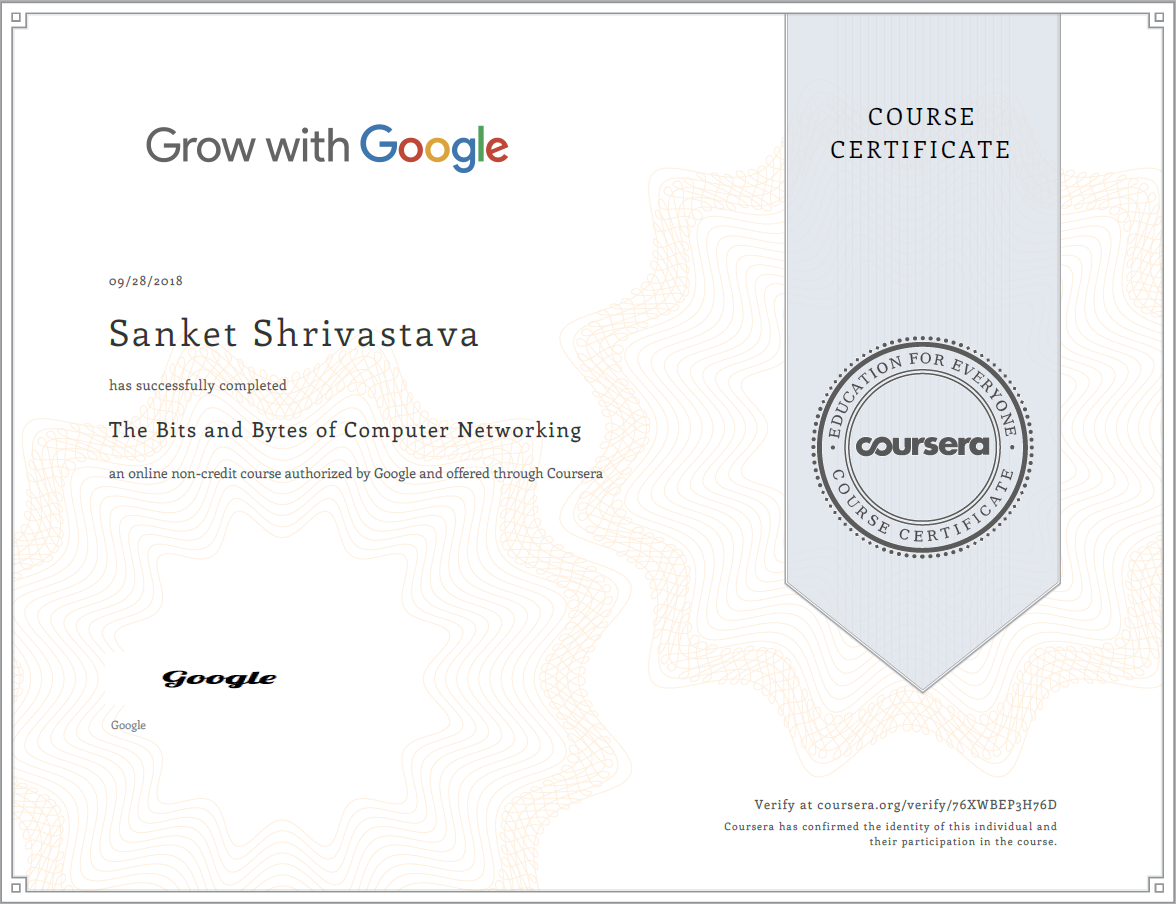 Grow with Google
COURSE
CERTIFICATE
09/28/2018
Sanket Shrivastava
has successfully completed
The Bits and Bytes of Computer Networking
an online non-credit course authorized by Google and offered through Coursera
EDUCATION FOR EVERYONE
coursera
COURSE CERTIFICATE
Google
Google
Verify at coursera.org/verify/76XWBEP3H76D
Coursera has confirmed the identity of this individual and
their participation in the course.